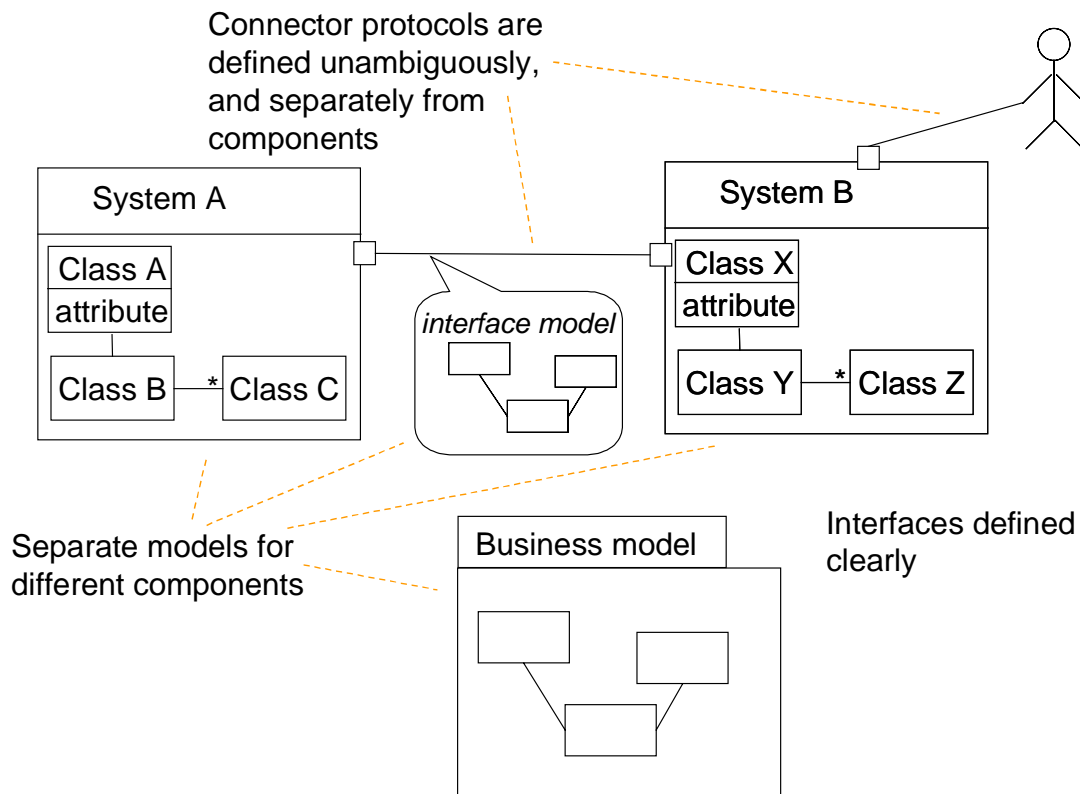 Connector protocols are
defined unambiguously,
and separately from
components
System A
System B
Class A
attribute
Class B
*
Class C
interface model
Class X
attribute
Class Y
*
Class Z
Separate models for
different components
Business model
Interfaces defined
clearly